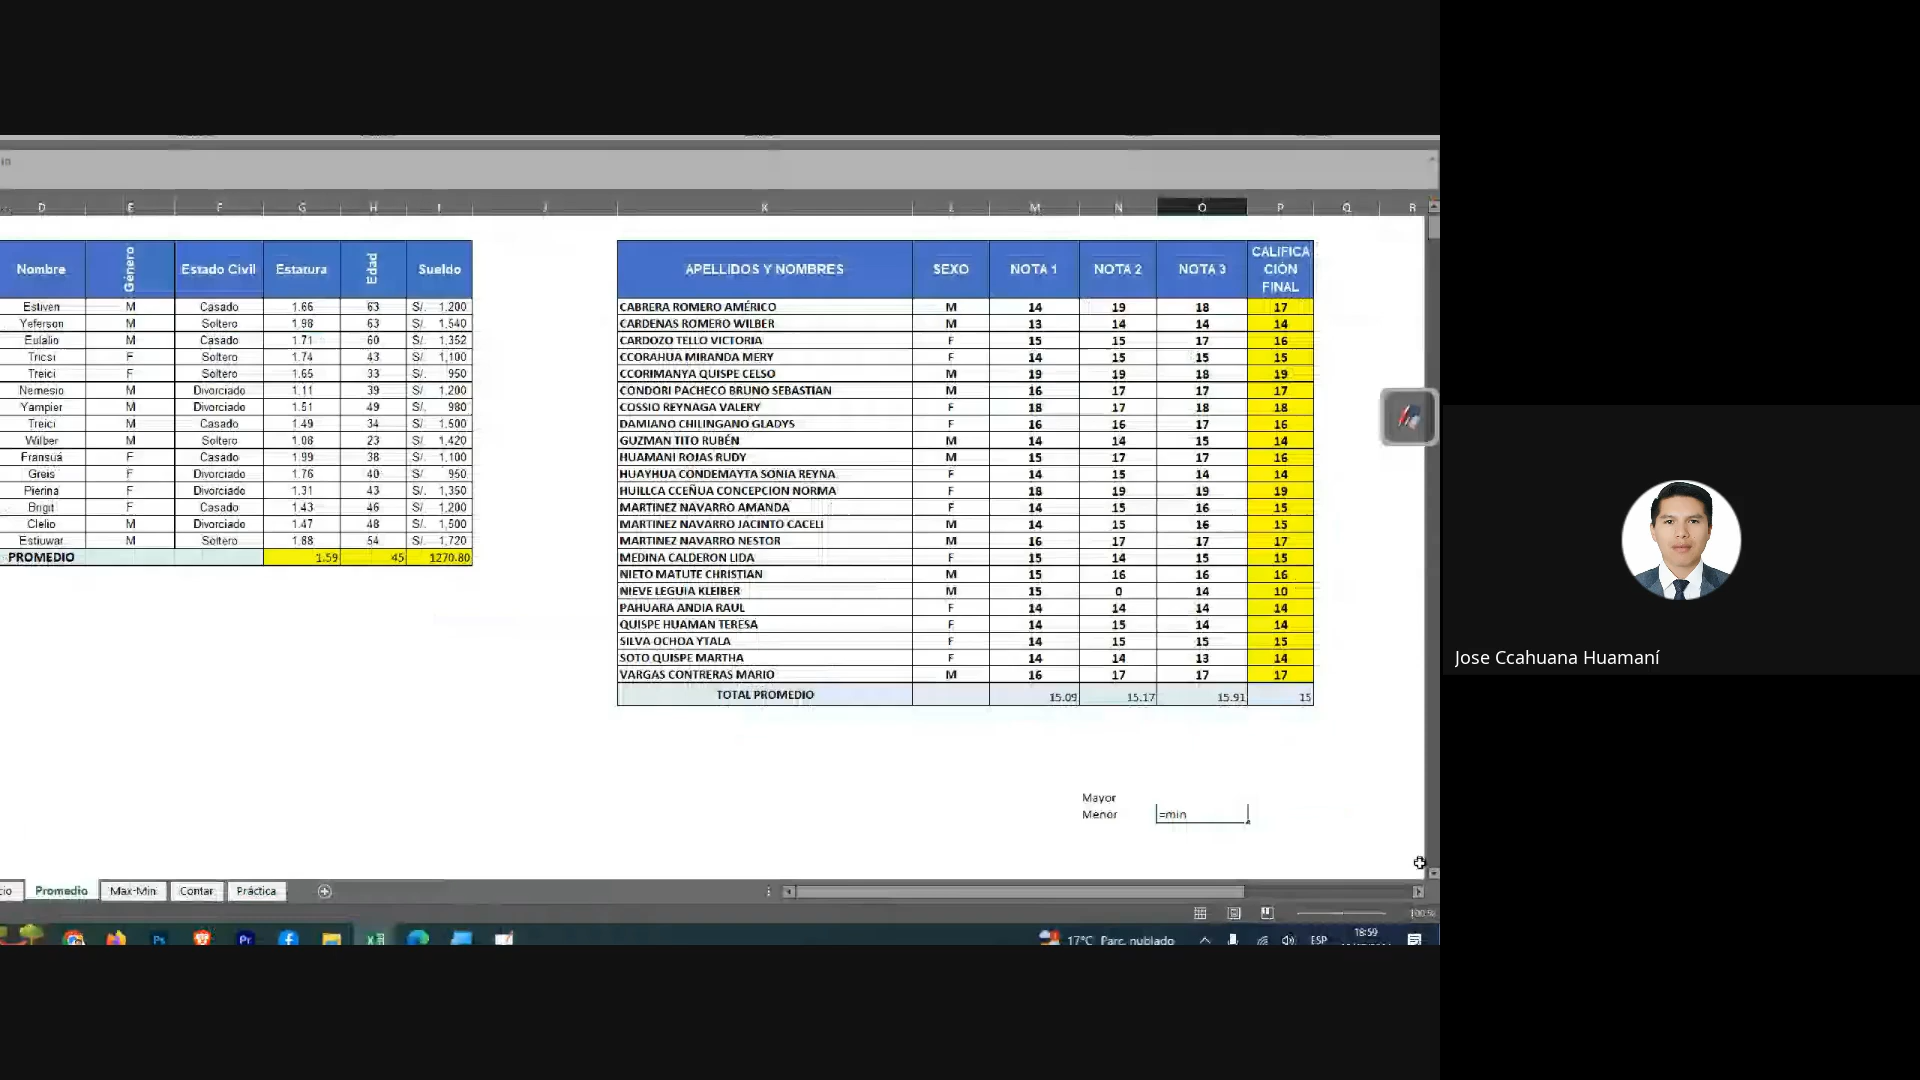 D E F G H I J K L M N O P Q R
Nombre Género Estado Civil Estatura Edad Sueldo
Estiven M Casado 1.66 63 S/. 1,200
Yeferson M Soltero 1.98 63 S/. 1,540
Eulalio M Casado 1.71 60 S/. 1,352
Tricsi F Soltero 1.74 43 S/. 1,100
Treici F Soltero 1.65 33 S/. 950
Nemesio M Divorciado 1.11 39 S/. 1,200
Yampier M Divorciado 1.51 49 S/. 980
Treici M Casado 1.49 34 S/. 1,500
Wilber M Soltero 1.08 23 S/. 1,420
Fransuá F Casado 1.99 38 S/. 1,100
Greis F Divorciado 1.76 40 S/. 950
Pierina F Divorciado 1.31 43 S/. 1,350
Brigit F Casado 1.43 46 S/. 1,200
Clelio M Divorciado 1.47 48 S/. 1,500
Estiuwar M Soltero 1.88 54 S/. 1,720
PROMEDIO 1.59 45 1270.80
APELLIDOS Y NOMBRES SEXO NOTA 1 NOTA 2 NOTA 3 CALIFICA
CIÓN
FINAL
CABRERA ROMERO AMÉRICO M 14 19 18 17
CARDENAS ROMERO WILBER M 13 14 14 14
CARDOZO TELLO VICTORIA F 15 15 17 16
CCORAHUA MIRANDA MERY F 14 15 15 15
CCORIMANYA QUISPE CELSO M 19 19 18 19
CONDORI PACHECO BRUNO SEBASTIAN M 16 17 17 17
COSSIO REYNAGA VALERY F 18 17 18 18
DAMIANO CHILINGANO GLADYS F 16 16 17 16
GUZMAN TITO RUBÉN M 14 14 15 14
HUAMANI ROJAS RUDY M 15 17 17 16
HUAYHUA CONDEMAYTA SONIA REYNA F 14 15 14 14
HUILLCA CCEÑUA CONCEPCION NORMA F 18 19 19 19
MARTINEZ NAVARRO AMANDA F 14 15 16 15
MARTINEZ NAVARRO JACINTO CACELI M 14 15 16 15
MARTINEZ NAVARRO NESTOR M 16 17 17 17
MEDINA CALDERON LIDA F 15 14 15 15
NIETO MATUTE CHRISTIAN M 15 16 16 16
NIEVE LEGUIA KLEIBER M 15 0 14 10
PAHUARA ANDIA RAUL F 14 14 14 14
QUISPE HUAMAN TERESA F 14 15 14 14
SILVA OCHOA YTALA F 14 15 15 15
SOTO QUISPE MARTHA F 14 14 13 14
VARGAS CONTRERAS MARIO M 16 17 17 17
TOTAL PROMEDIO 15.09 15.17 15.91 15
Mayor
Menor =min
cio Promedio Max-Min Contar Práctica
17°C Parc. nublado ESP 18:59
Jose Ccahuana Huamaní